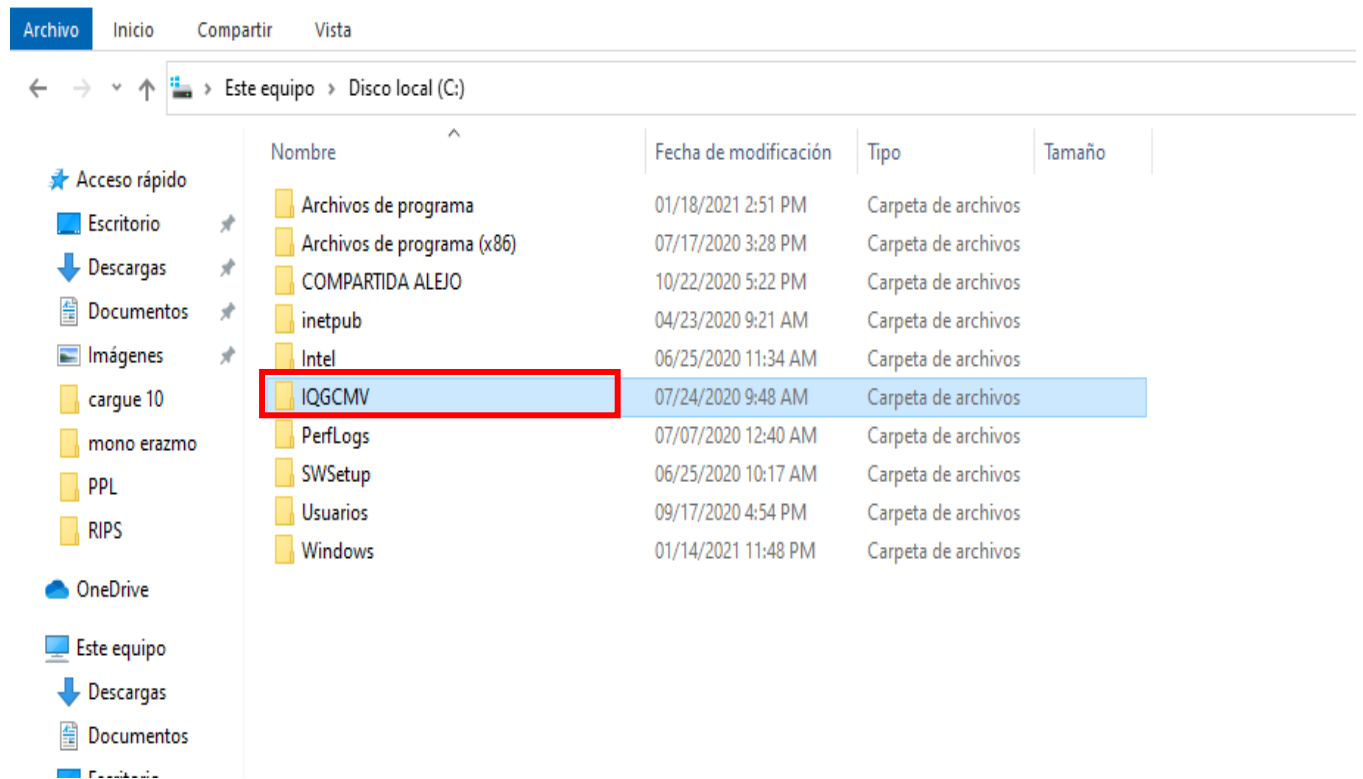 Archivo Inicio Compartir Vista
Este equipo > Disco local (C:)
Nombre Fecha de modificación Tipo Tamaño
Acceso rápido
Escritorio
Descargas
Documentos
Imágenes
cargue 10
mono erazmo
PPL
RIPS
OneDrive
Este equipo
Descargas
Documentos
Escritorio
Archivos de programa 01/18/2021 2:51 PM Carpeta de archivos
Archivos de programa (x86) 07/17/2020 3:28 PM Carpeta de archivos
COMPARTIDA ALEJO 10/22/2020 5:22 PM Carpeta de archivos
inetpub 04/23/2020 9:21 AM Carpeta de archivos
Intel 06/25/2020 11:34 AM Carpeta de archivos
IQGCMV 07/24/2020 9:48 AM Carpeta de archivos
PerfLogs 07/07/2020 12:40 AM Carpeta de archivos
SWSetup 06/25/2020 10:17 AM Carpeta de archivos
Usuarios 09/17/2020 4:54 PM Carpeta de archivos
Windows 01/14/2021 11:48 PM Carpeta de archivos